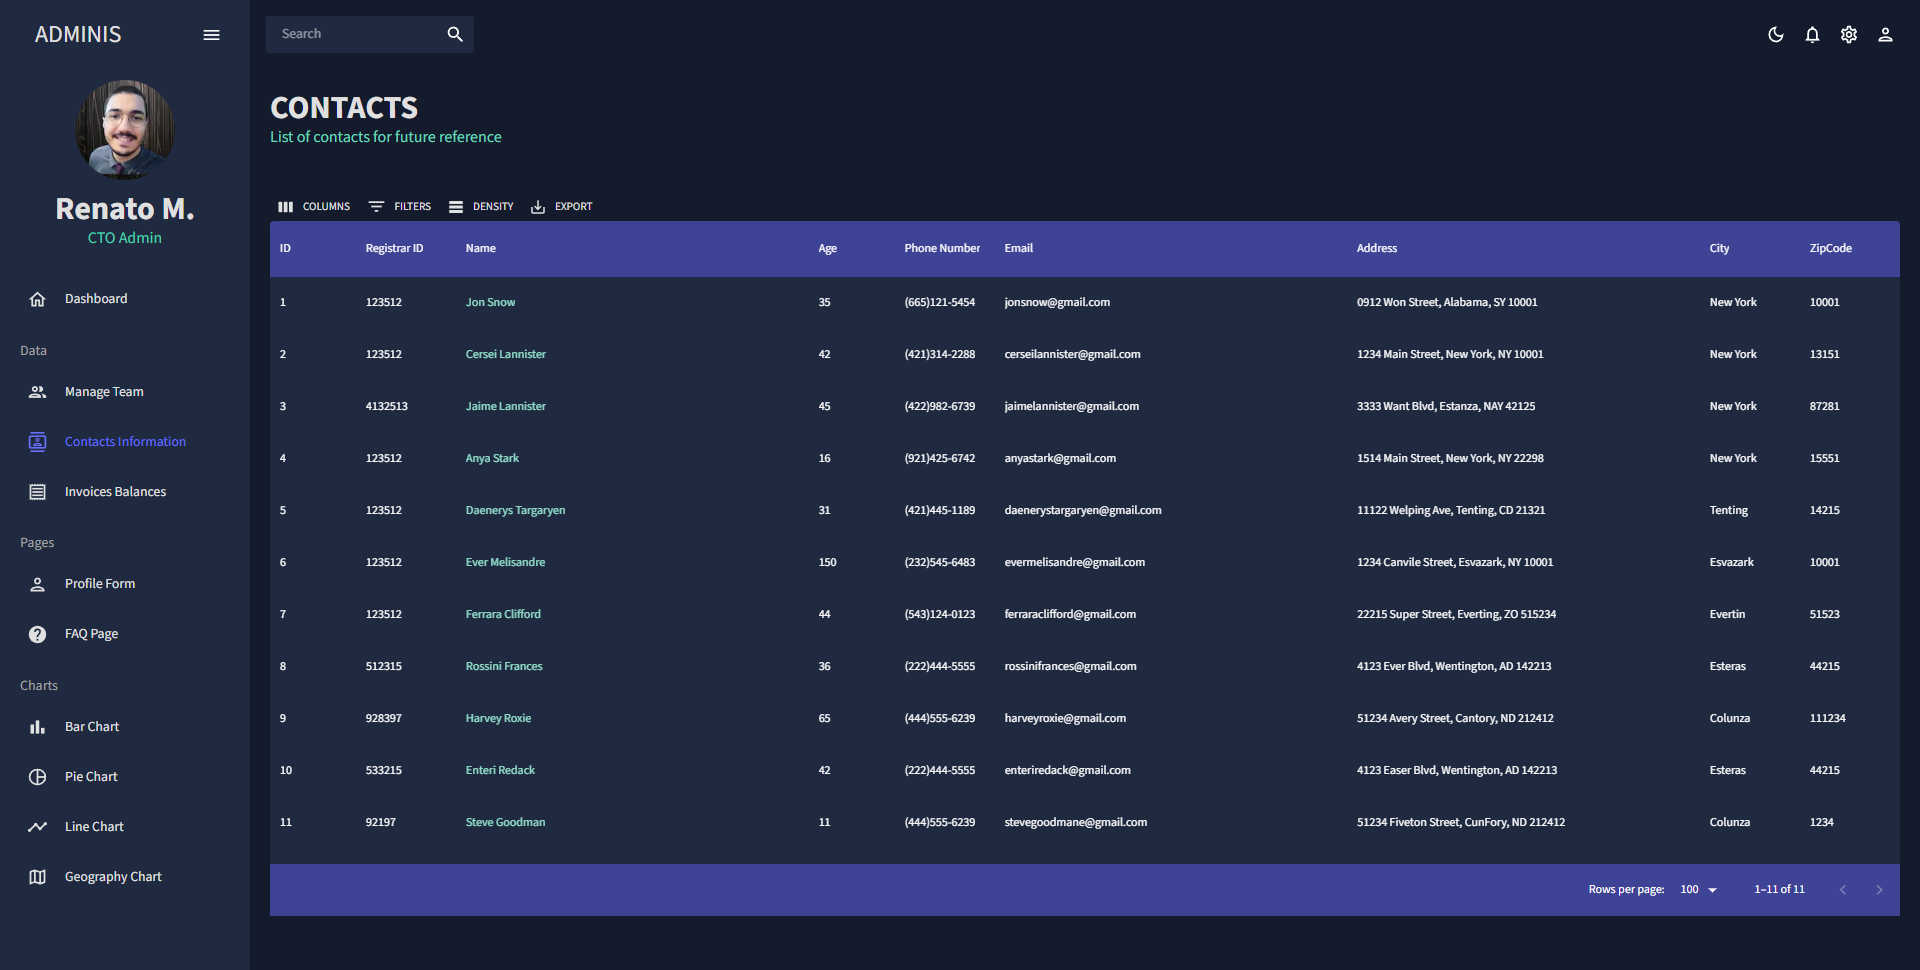 ADMINIS
Renato M.
CTO Admin
Dashboard
Data
Manage Team
Contacts Information
Invoices Balances
Pages
Profile Form
FAQ Page
Charts
Bar Chart
Pie Chart
Line Chart
Geography Chart
Search
CONTACTS
List of contacts for future reference
COLUMNS FILTERS DENSITY EXPORT
ID Registrar ID Name Age Phone Number Email Address City ZipCode
1 123512 Jon Snow 35 (665)121-5454 jonsnow@gmail.com 0912 Won Street, Alabama, SY 10001 New York 10001
2 123512 Cersei Lannister 42 (421)314-2288 cerseilannister@gmail.com 1234 Main Street, New York, NY 10001 New York 13151
3 4132513 Jaime Lannister 45 (422)982-6739 jaimelannister@gmail.com 3333 Want Blvd, Estanza, NAY 42125 New York 87281
4 123512 Anya Stark 16 (921)425-6742 anyastark@gmail.com 1514 Main Street, New York, NY 22298 New York 15551
5 123512 Daenerys Targaryen 31 (421)445-1189 daenerystargaryen@gmail.com 11122 Welping Ave, Tenting, CD 21321 Tenting 14215
6 123512 Ever Melisandre 150 (232)545-6483 evermelisandre@gmail.com 1234 Canvile Street, Esvazark, NY 10001 Esvazark 10001
7 123512 Ferrara Clifford 44 (543)124-0123 ferraraclifford@gmail.com 22215 Super Street, Everting, ZO 515234 Evertin 51523
8 512315 Rossini Frances 36 (222)444-5555 rossinifrances@gmail.com 4123 Ever Blvd, Wentington, AD 142213 Esteras 44215
9 928397 Harvey Roxie 65 (444)555-6239 harveyroxie@gmail.com 51234 Avery Street, Cantory, ND 212412 Colunza 111234
10 533215 Enteri Redack 42 (222)444-5555 enteriredack@gmail.com 4123 Easer Blvd, Wentington, AD 142213 Esteras 44215
11 92197 Steve Goodman 11 (444)555-6239 stevegoodmane@gmail.com 51234 Fiveton Street, CunFory, ND 212412 Colunza 1234
Rows per page: 100 1–11 of 11